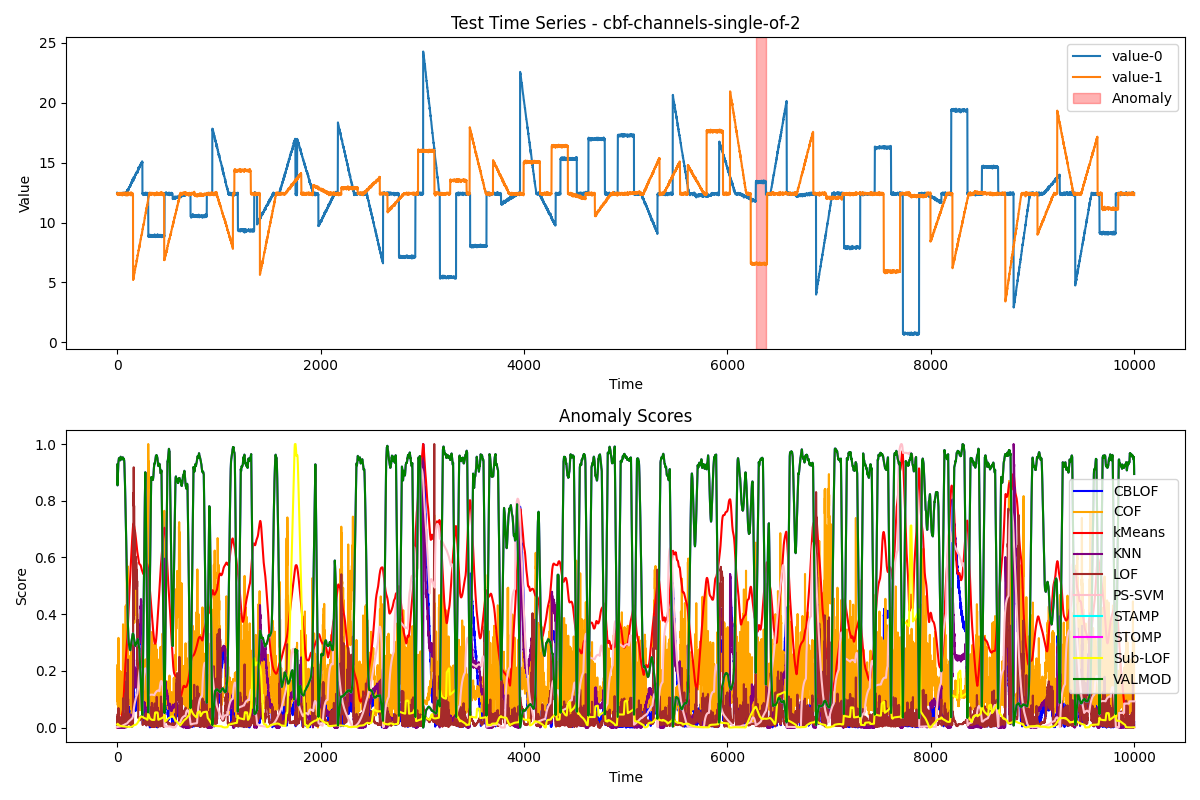 Test Time Series - cbf-channels-single-of-2
Value
25
20
15
10
5
0
value-0
value-1
Anomaly
0 2000 4000 6000 8000 10000
Time
Anomaly Scores
Score
1.0
0.8
0.6
0.4
0.2
0.0
CBLOF
COF
kMeans
KNN
LOF
PS-SVM
STAMP
STOMP
Sub-LOF
VALMOD
0 2000 4000 6000 8000 10000
Time